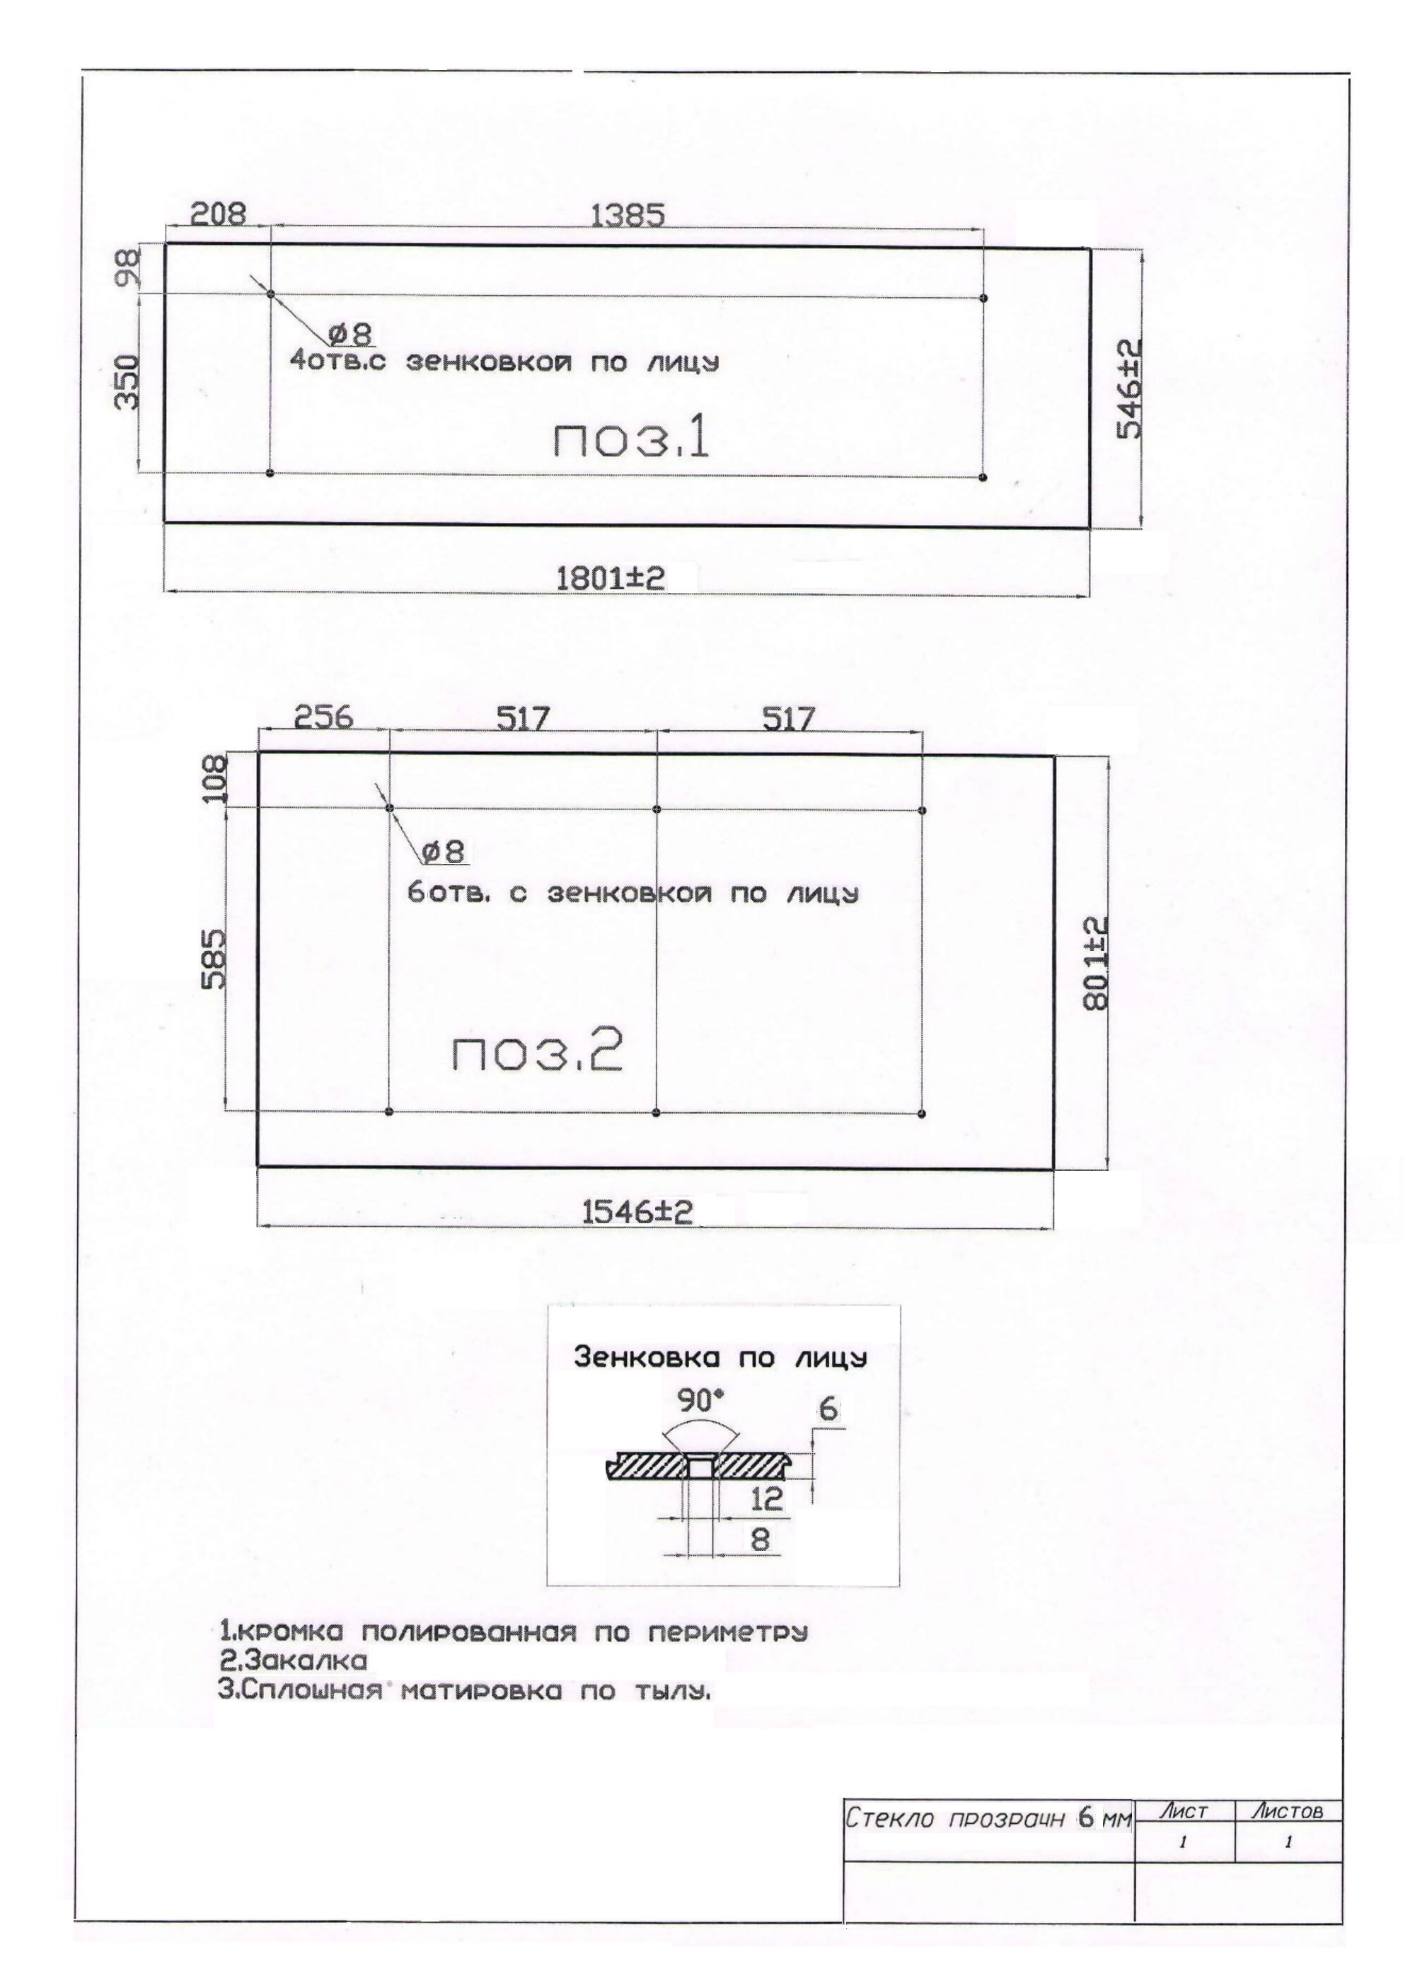 208
1385
98
ø8
4отв.с зенковкой по лицу
350
546±2
поз.1
1801±2
256
517
517
108
ø8
6отв. с зенковкой по лицу
585
801±2
поз.2
1546±2
Зенковка по лицу
90°
6
12
8
1.кромка полированная по периметру
2.Закалка
3.Сплошная матировка по тылу.
Стекло прозрачн 6 мм
Лист
Листов
1
1